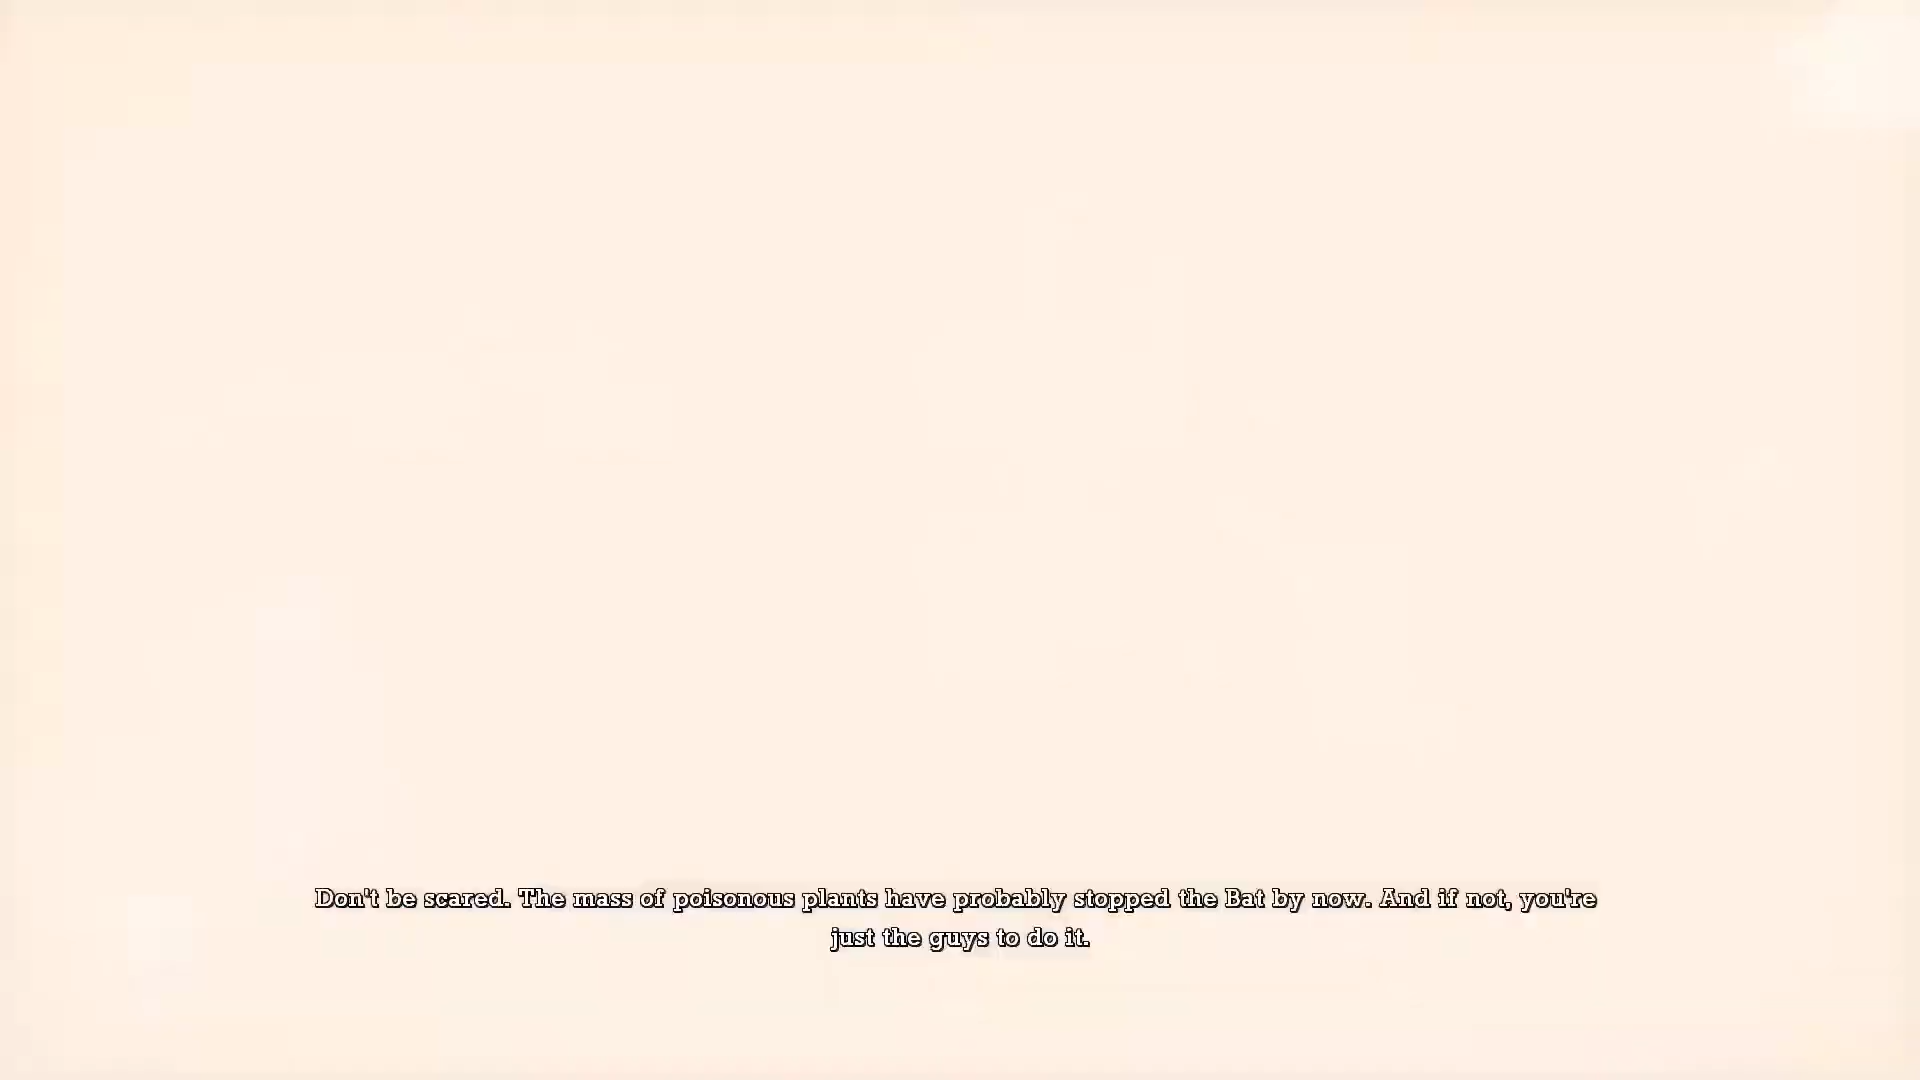 Don't be scared. The mass of poisonous plants have probably stopped the Bat by now. And if not, you're
just the guys to do it.